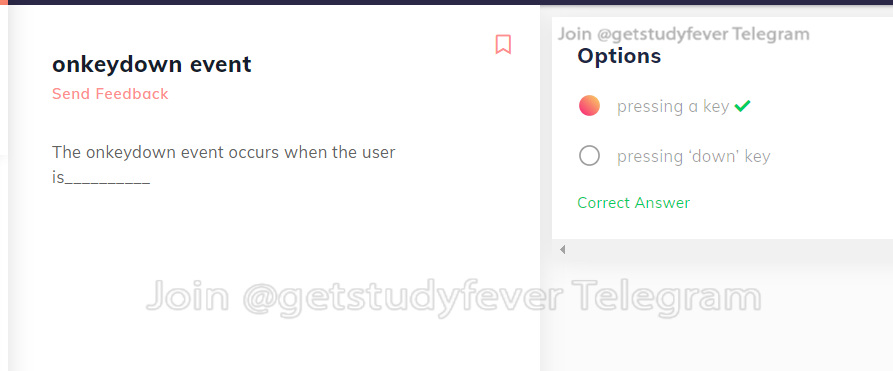 onkeydown event
Send Feedback
The onkeydown event occurs when the user
is__________
Join @getstudyfever Telegram
Options
pressing a key
pressing ‘down’ key
Correct Answer
Join @getstudyfever Telegram